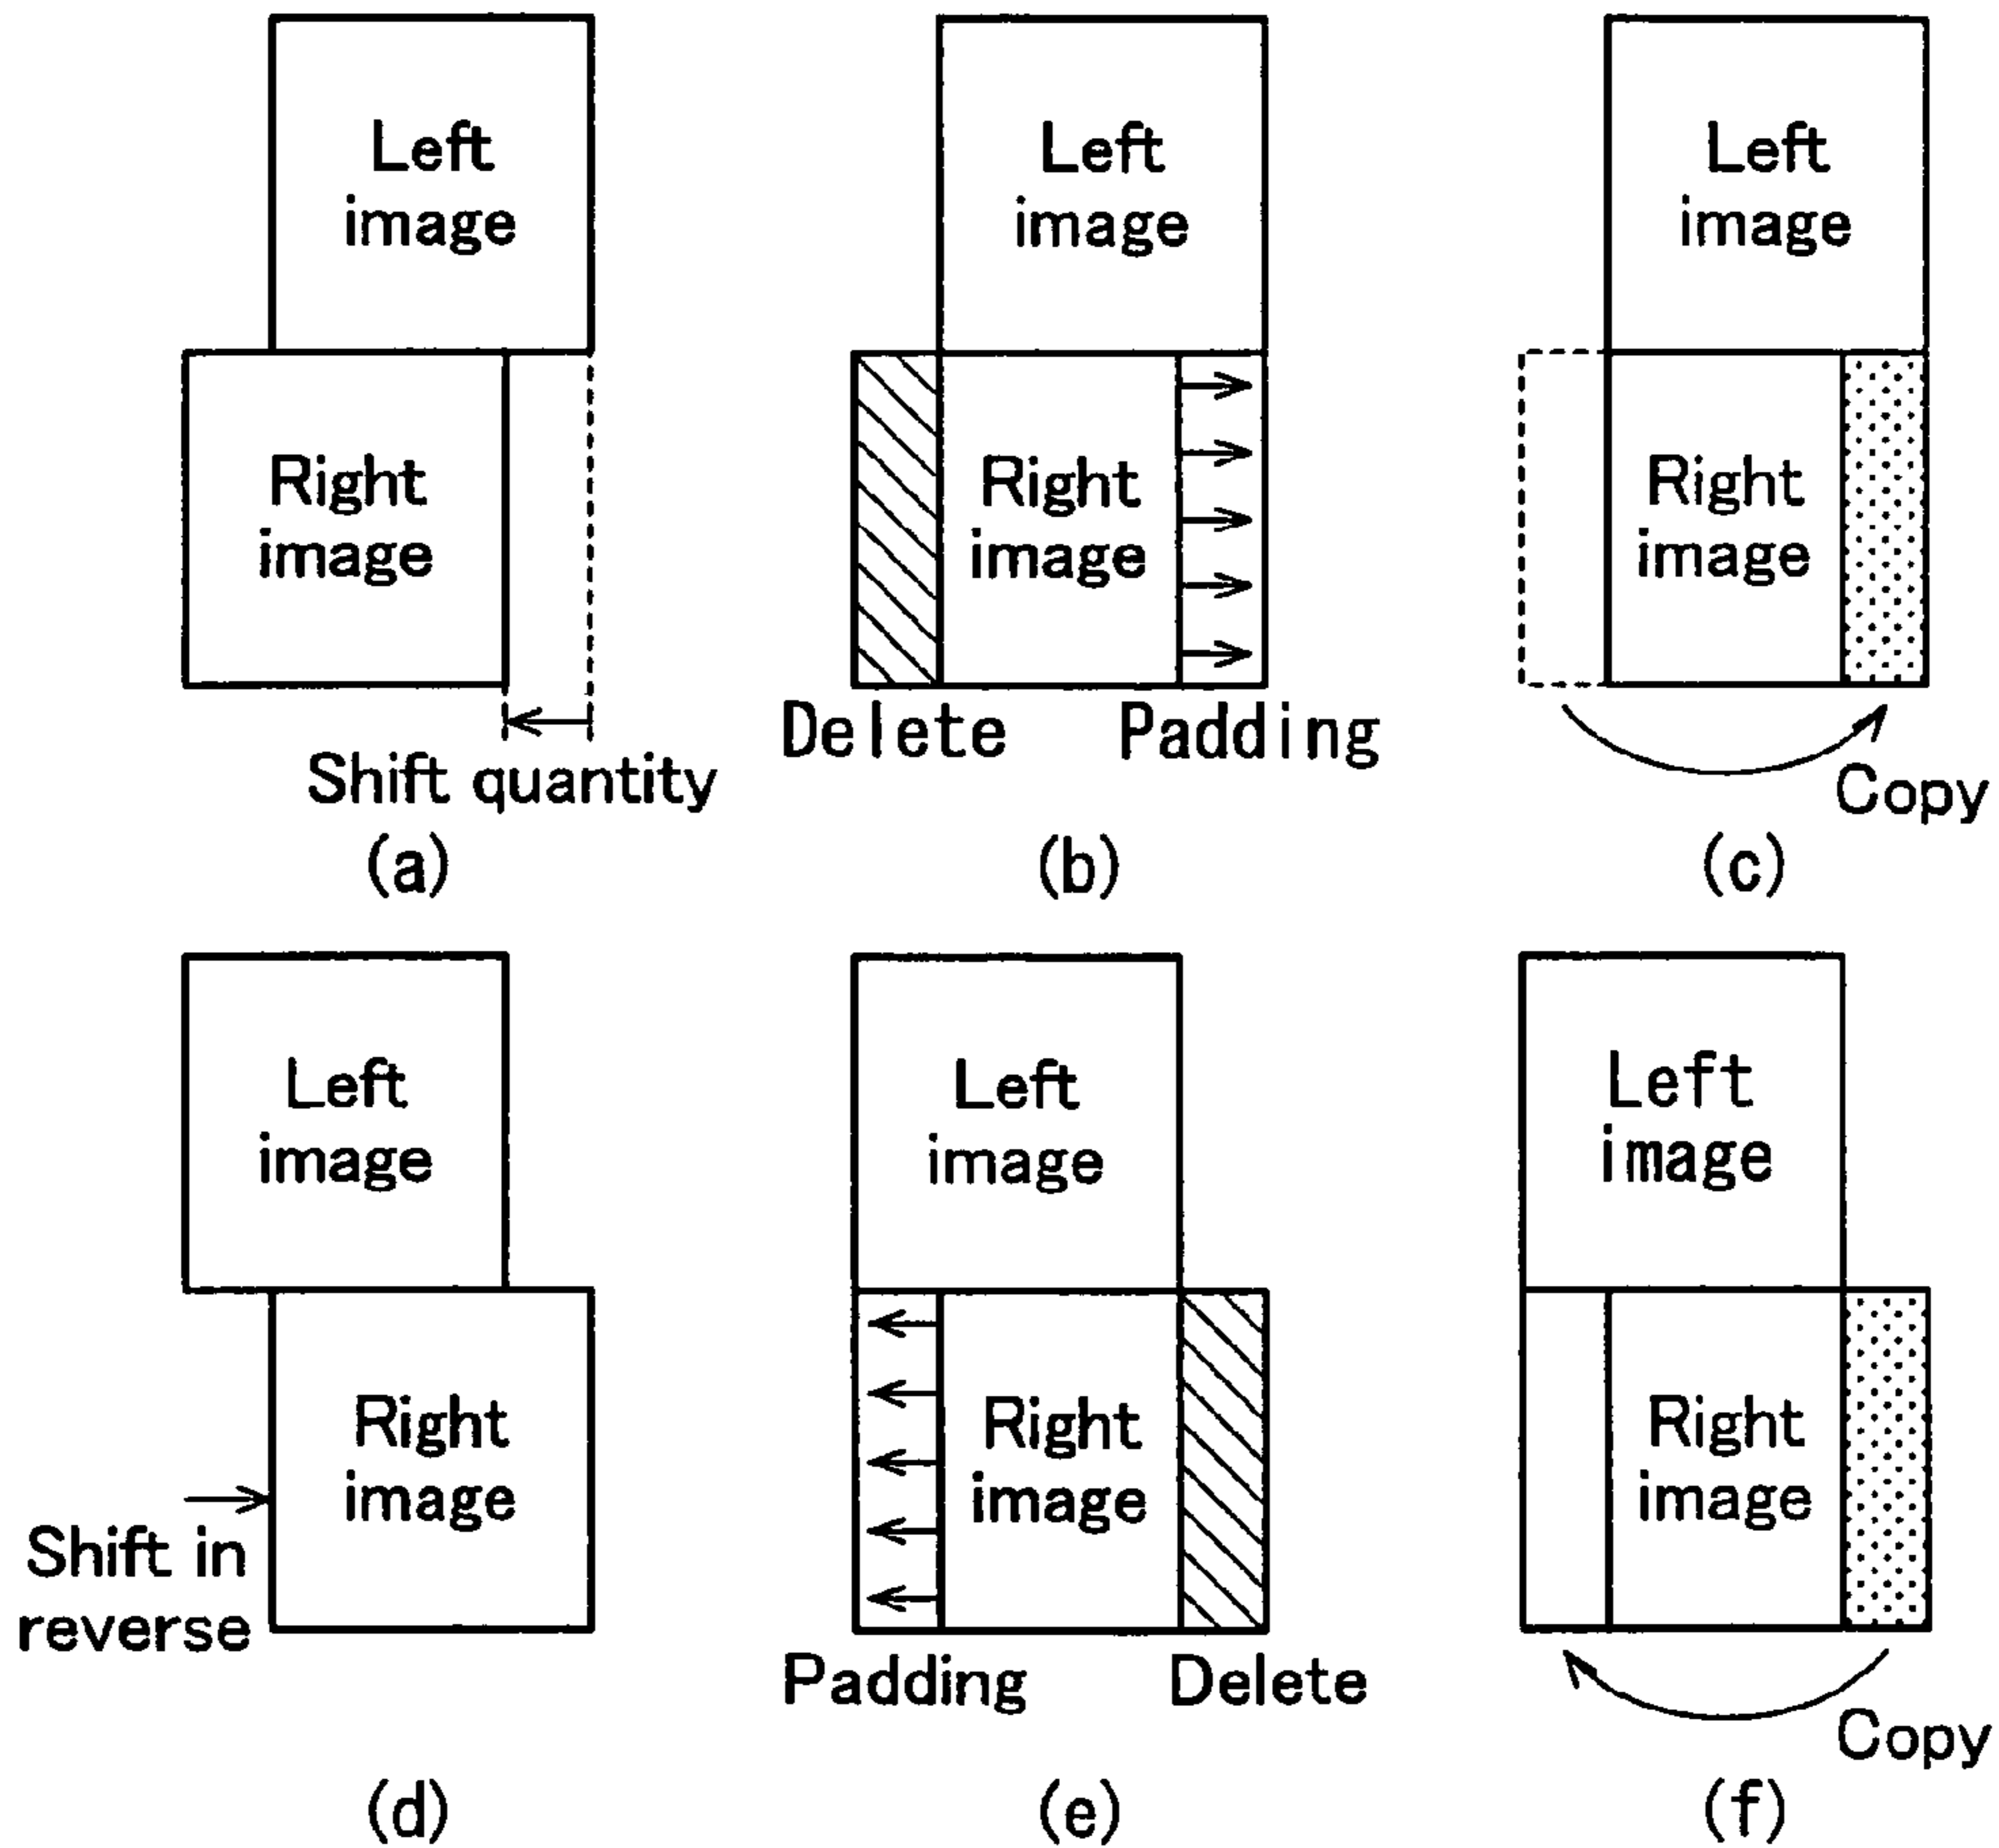 Left
image
Right
image
Shift quantity
(a)
Left
image
Right
image
Delete Padding
(b)
Left
image
Right
image
Copy
(c)
Left
image
Right
image
Shift in
reverse
(d)
Left
image
Right
image
Padding Delete
(e)
Left
image
Right
image
Copy
(f)